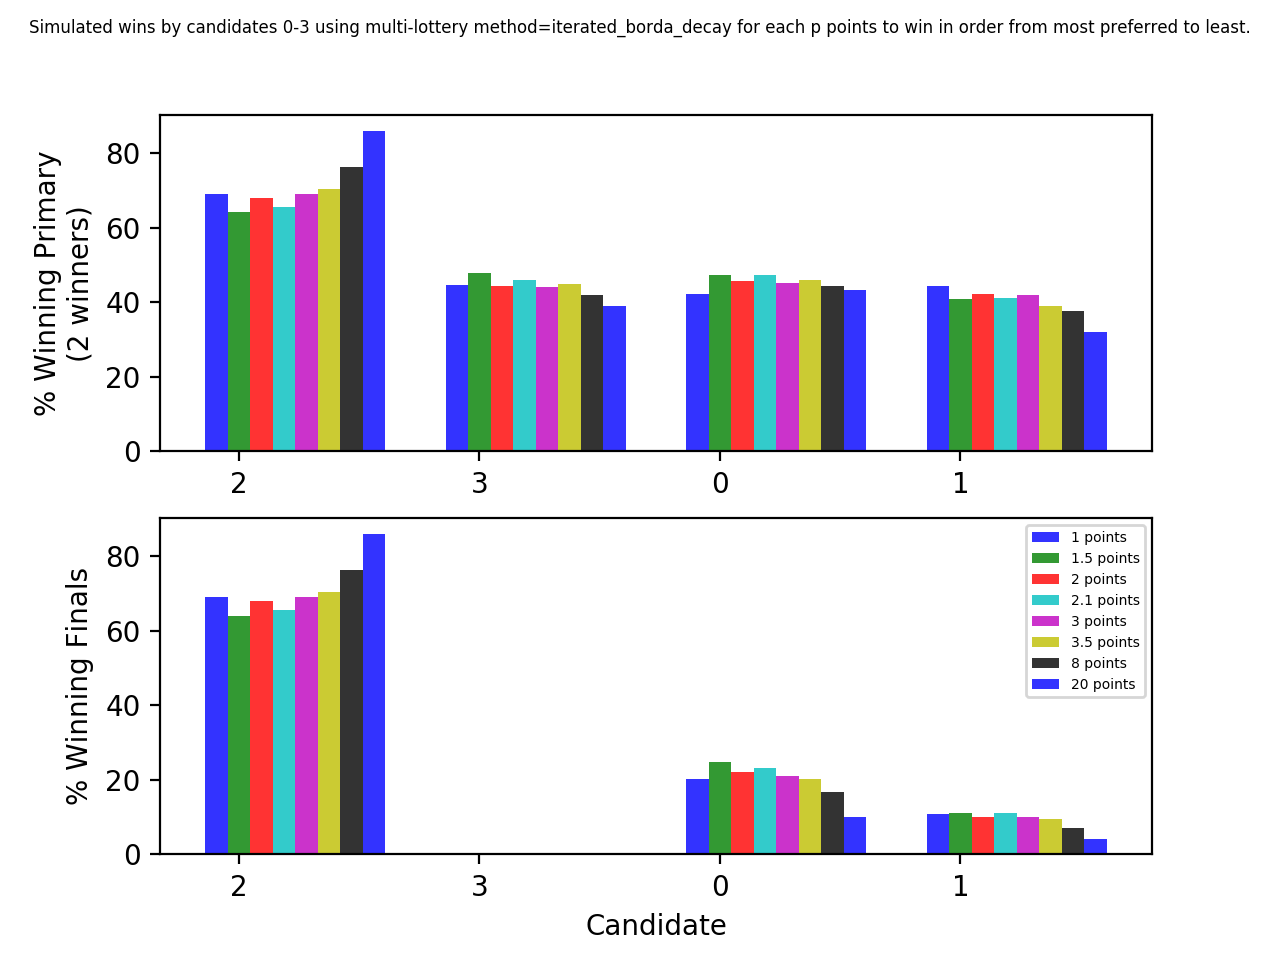 Simulated wins by candidates 0-3 using multi-lottery method=iterated_borda_decay for each p points to win in order from most preferred to least.
% Winning Primary
(2 winners)
80
60
40
20
0
2 3 0 1
% Winning Finals
80
60
40
20
0
1 points
1.5 points
2 points
2.1 points
3 points
3.5 points
8 points
20 points
2 3 0 1
Candidate